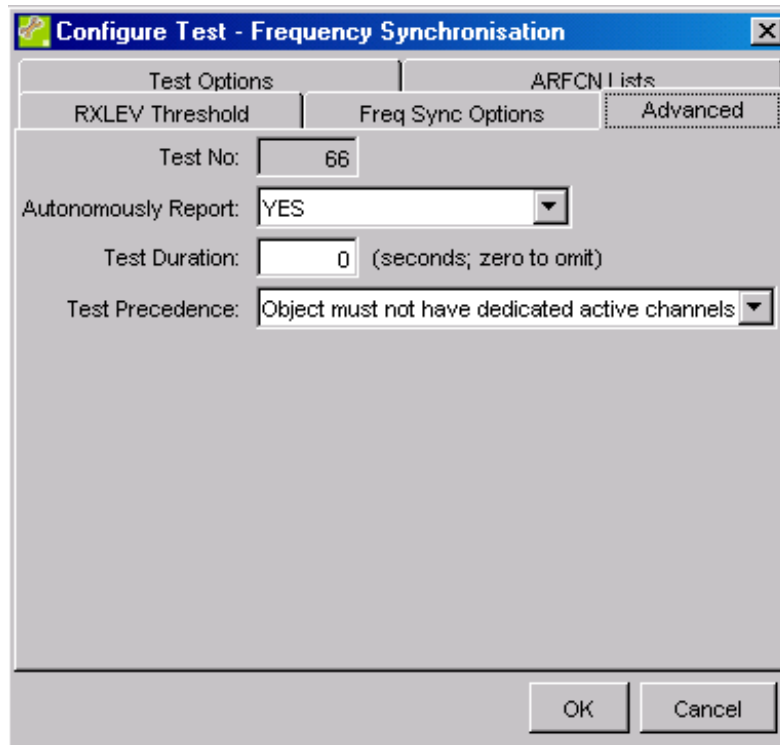 Configure Test - Frequency Synchronisation
Test Options ARFCN Lists
RXLEV Threshold Freq Sync Options Advanced
Test No: 66
Autonomously Report: YES
Test Duration: 0 (seconds; zero to omit)
Test Precedence: Object must not have dedicated active channels
OK Cancel